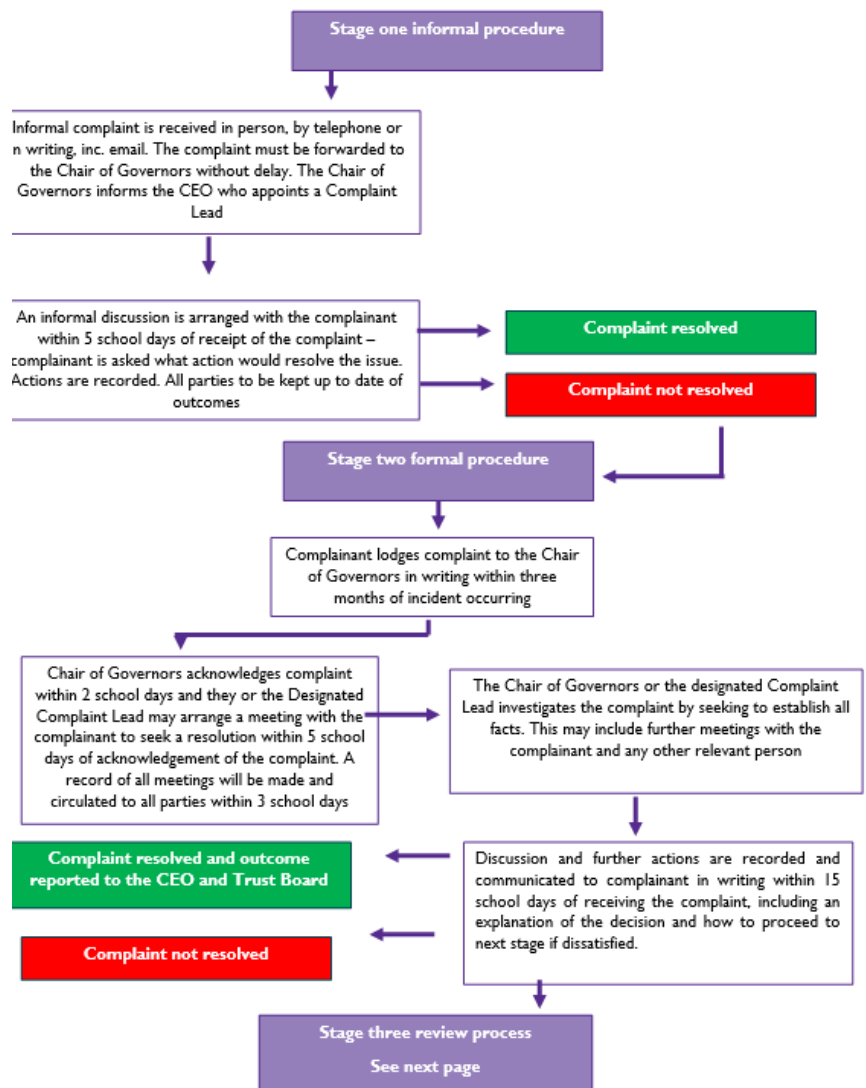 Stage one informal procedure
Informal complaint is received in person, by telephone or
n writing, inc. email. The complaint must be forwarded to
the Chair of Governors without delay. The Chair of
Governors informs the CEO who appoints a Complaint
Lead
An informal discussion is arranged with the complainant
within 5 school days of receipt of the complaint –
complainant is asked what action would resolve the issue.
Actions are recorded. All parties to be kept up to date of
outcomes
Complaint resolved
Complaint not resolved
Stage two formal procedure
Complainant lodges complaint to the Chair
of Governors in writing within three
months of incident occurring
Chair of Governors acknowledges complaint
within 2 school days and they or the Designated
Complaint Lead may arrange a meeting with the
complainant to seek a resolution within 5 school
days of acknowledgement of the complaint. A
record of all meetings will be made and
circulated to all parties within 3 school days
The Chair of Governors or the designated Complaint
Lead investigates the complaint by seeking to establish all
facts. This may include further meetings with the
complainant and any other relevant person
Complaint resolved and outcome
reported to the CEO and Trust Board
Complaint not resolved
Discussion and further actions are recorded and
communicated to complainant in writing within 15
school days of receiving the complaint, including an
explanation of the decision and how to proceed to
next stage if dissatisfied.
Stage three review process
See next page